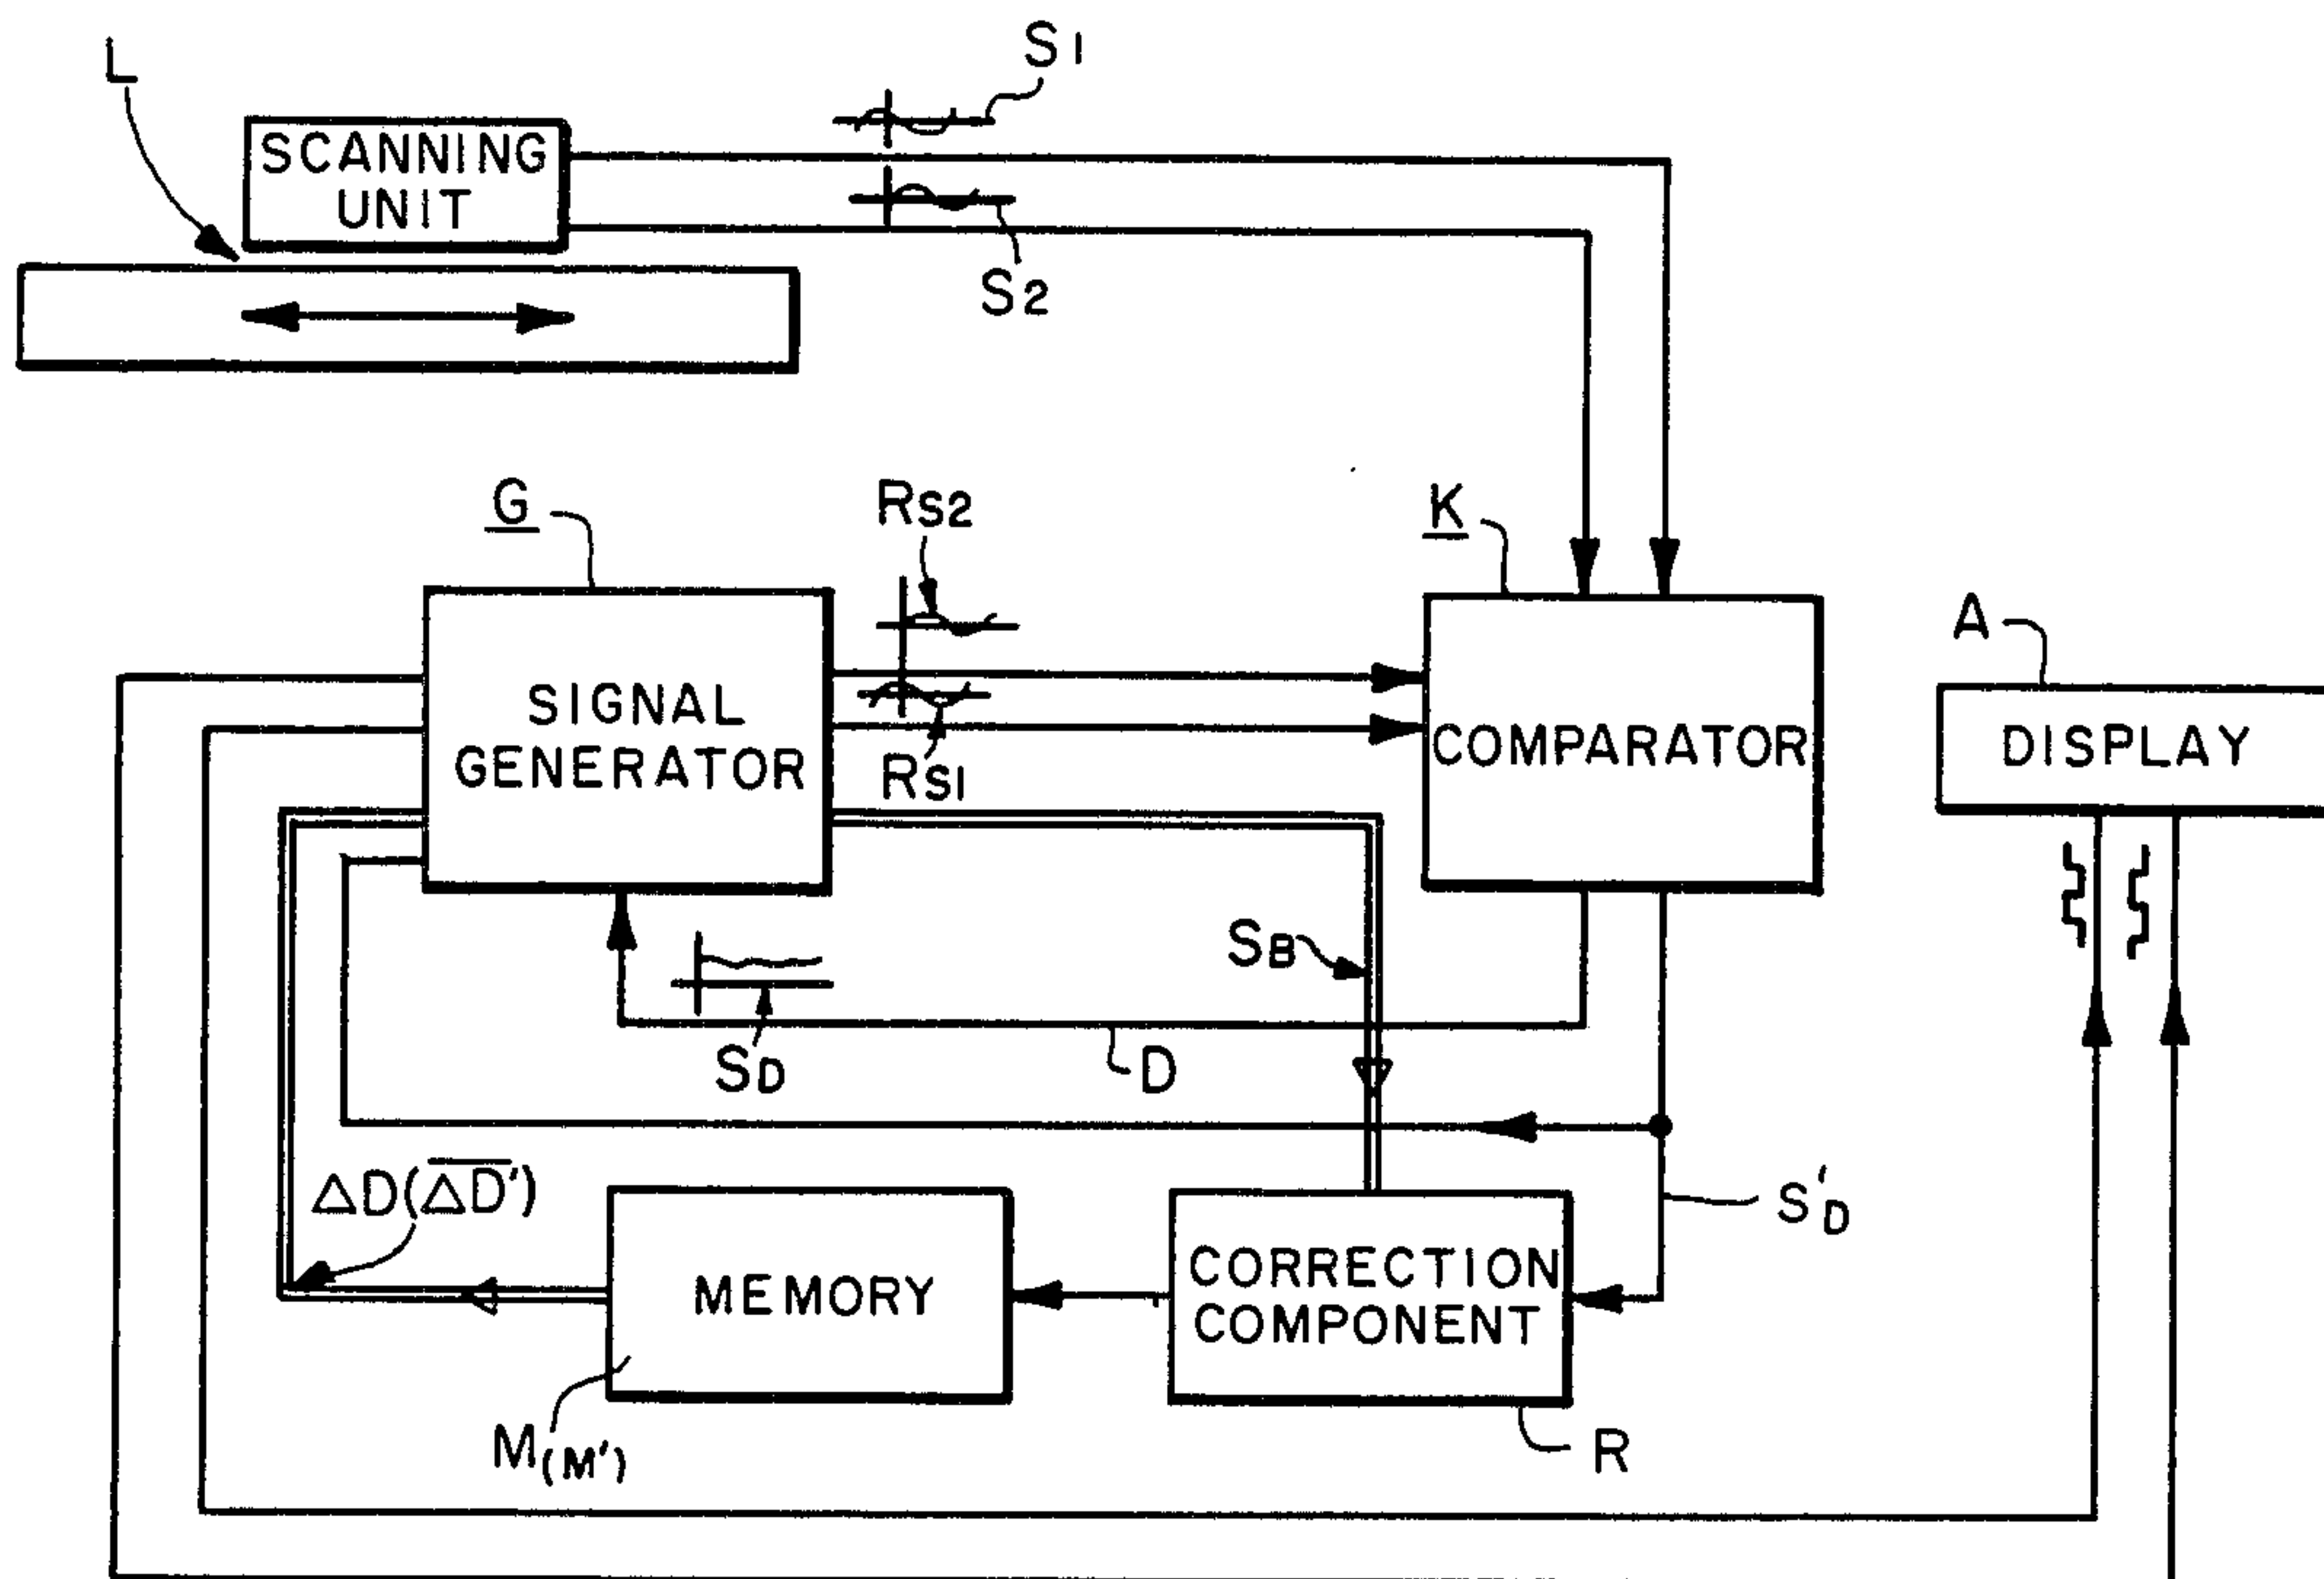 L
S1
SCANNING
UNIT
S2
G
RS2
K
A
SIGNAL
GENERATOR
RS1
COMPARATOR
DISPLAY
SB
SD
D
ΔD(ΔD')
S'D
MEMORY
CORRECTION
COMPONENT
M(M')
R